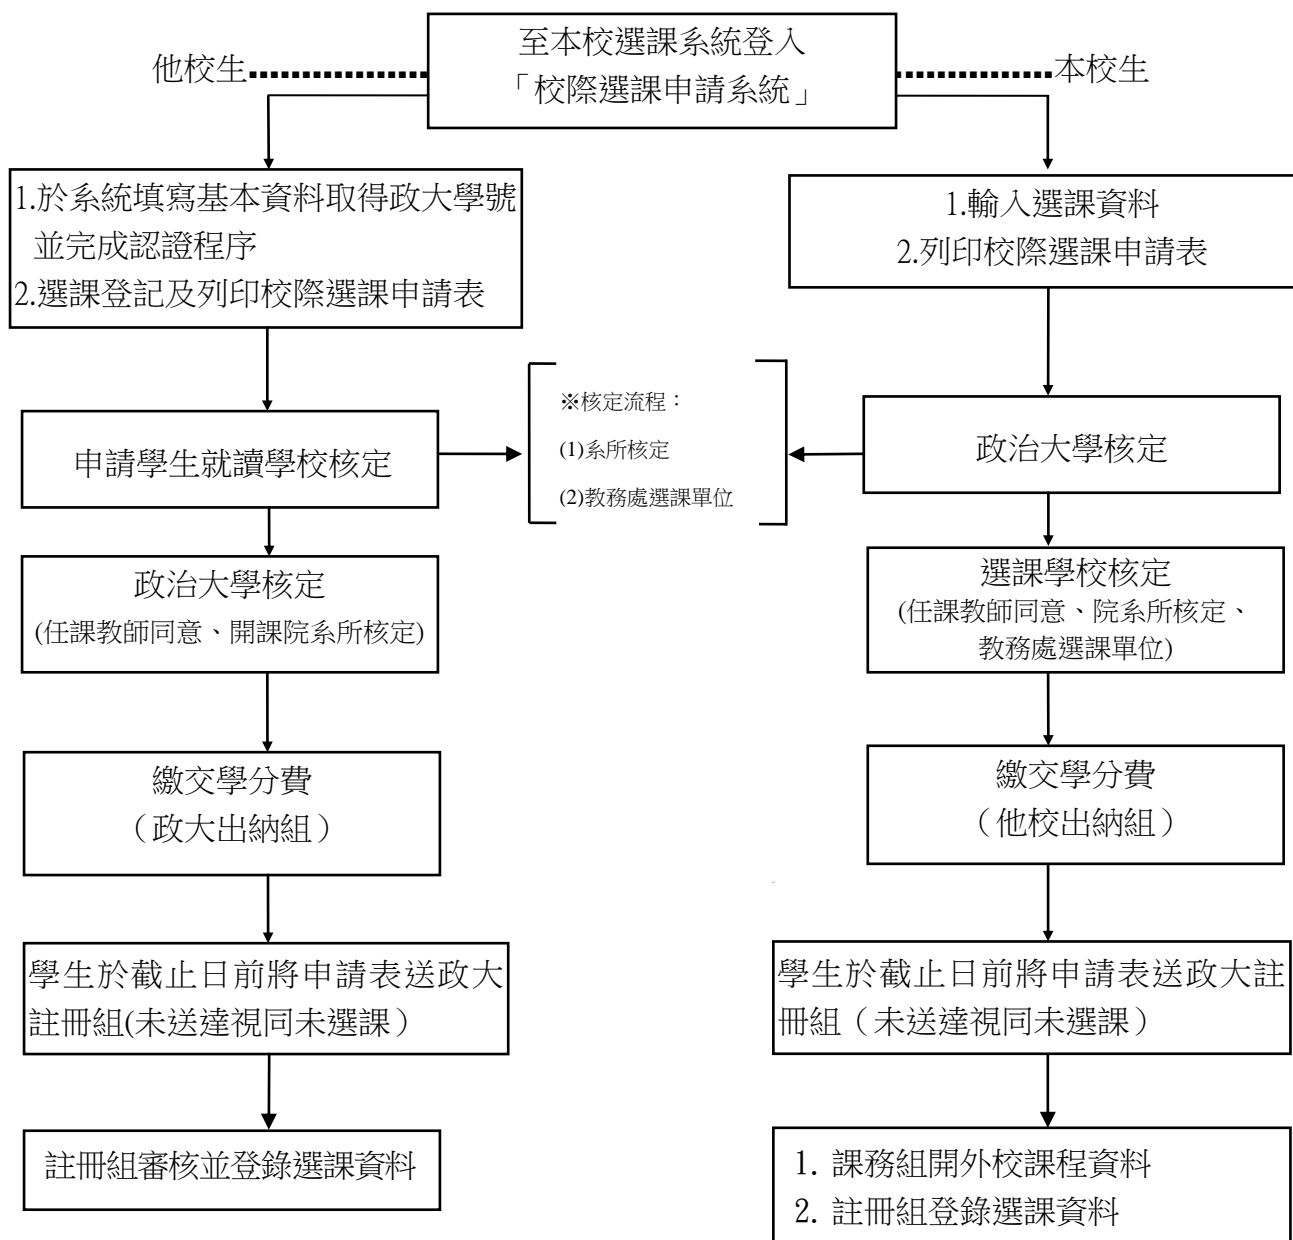 至本校選課系統登入
「校際選課申請系統」
他校生
本校生
1.於系統填寫基本資料取得政大學號
並完成認證程序
2.選課登記及列印校際選課申請表
1.輸入選課資料
2.列印校際選課申請表
申請學生就讀學校核定
※核定流程：
(1)系所核定
(2)教務處選課單位
政治大學核定
政治大學核定
(任課教師同意、開課院系所核定)
選課學校核定
(任課教師同意、院系所核定、
教務處選課單位)
繳交學分費
（政大出納組）
繳交學分費
（他校出納組）
學生於截止日前將申請表送政大
註冊組(未送達視同未選課）
學生於截止日前將申請表送政大註
冊組（未送達視同未選課）
註冊組審核並登錄選課資料
1. 課務組開外校課程資料
2. 註冊組登錄選課資料